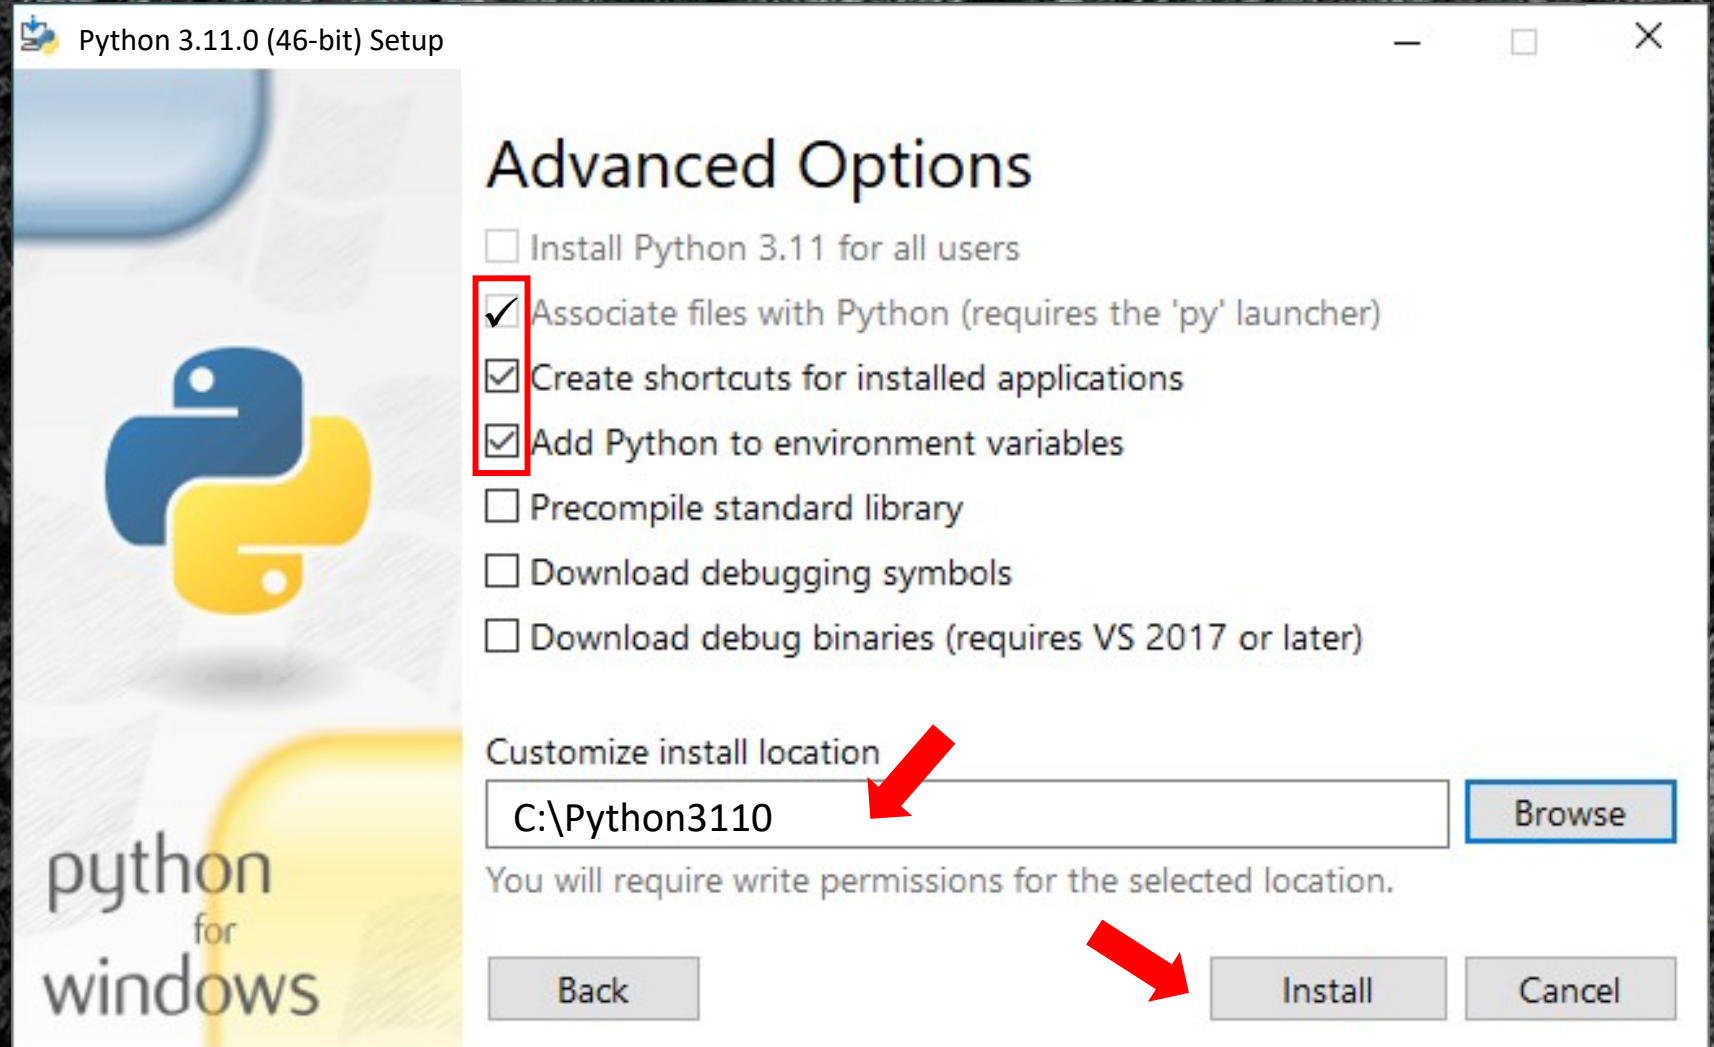 Python 3.11.0 (46-bit) Setup
Advanced Options
Install Python 3.11 for all users
Associate files with Python (requires the 'py' launcher)
Create shortcuts for installed applications
Add Python to environment variables
Precompile standard library
Download debugging symbols
Download debug binaries (requires VS 2017 or later)
Customize install location
C:\Python3110
Browse
You will require write permissions for the selected location.
python
for
windows
Back
Install
Cancel